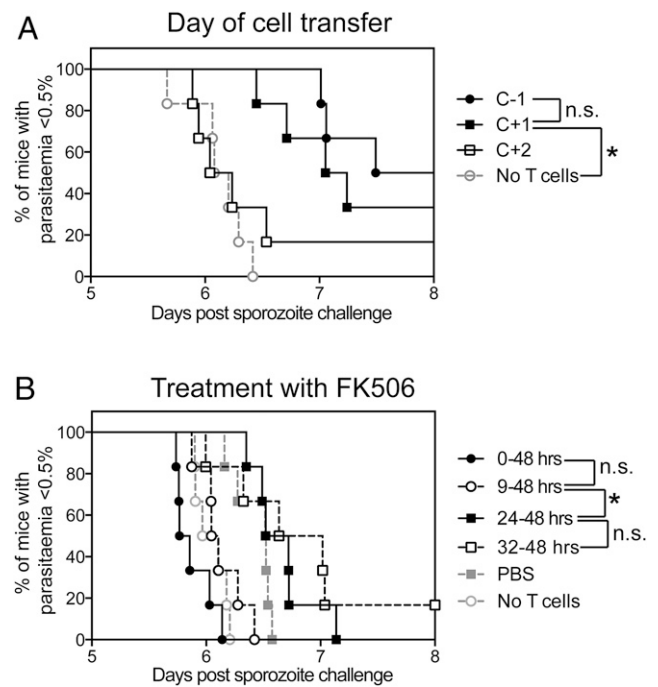 A
Day of cell transfer
% of mice with
parasitaemia <0.5%
100
80
60
40
20
0
5
6
7
8
Days post sporozoite challenge
C-1
C+1
C+2
No T cells
n.s.
*
B
Treatment with FK506
% of mice with
parasitaemia <0.5%
100
80
60
40
20
0
5
6
7
8
Days post sporozoite challenge
0-48 hrs
9-48 hrs
24-48 hrs
32-48 hrs
PBS
No T cells
n.s.
*
n.s.